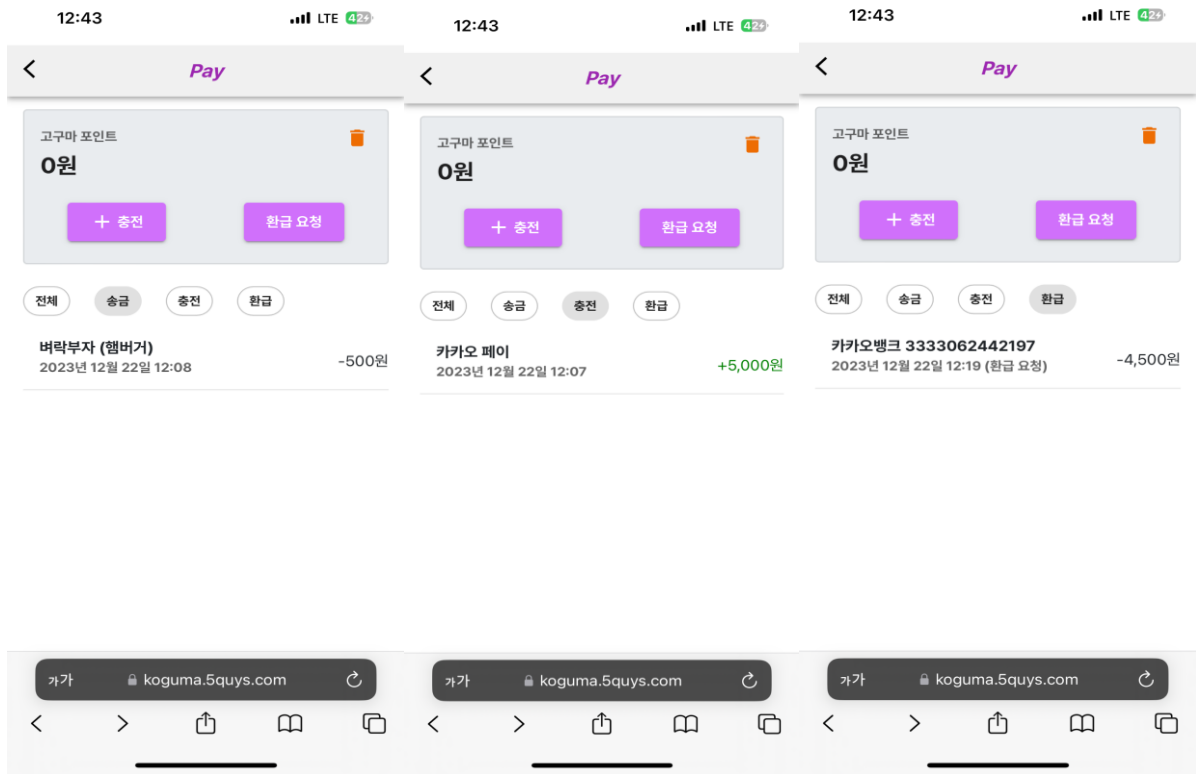 12:43
LTE 42
Pay
고구마 포인트
0원
+ 충전
환급 요청
전체
송금
충전
환급
벼락부자 (햄버거)
2023년 12월 22일 12:08
-500원
가가
koguma.5quys.com
12:43
LTE 42
Pay
고구마 포인트
0원
+ 충전
환급 요청
전체
송금
충전
환급
카카오 페이
2023년 12월 22일 12:07
+5,000원
가가
koguma.5quys.com
12:43
LTE 42
Pay
고구마 포인트
0원
+ 충전
환급 요청
전체
송금
충전
환급
카카오뱅크 3333062442197
2023년 12월 22일 12:19 (환급 요청)
-4,500원
가가
koguma.5quys.com